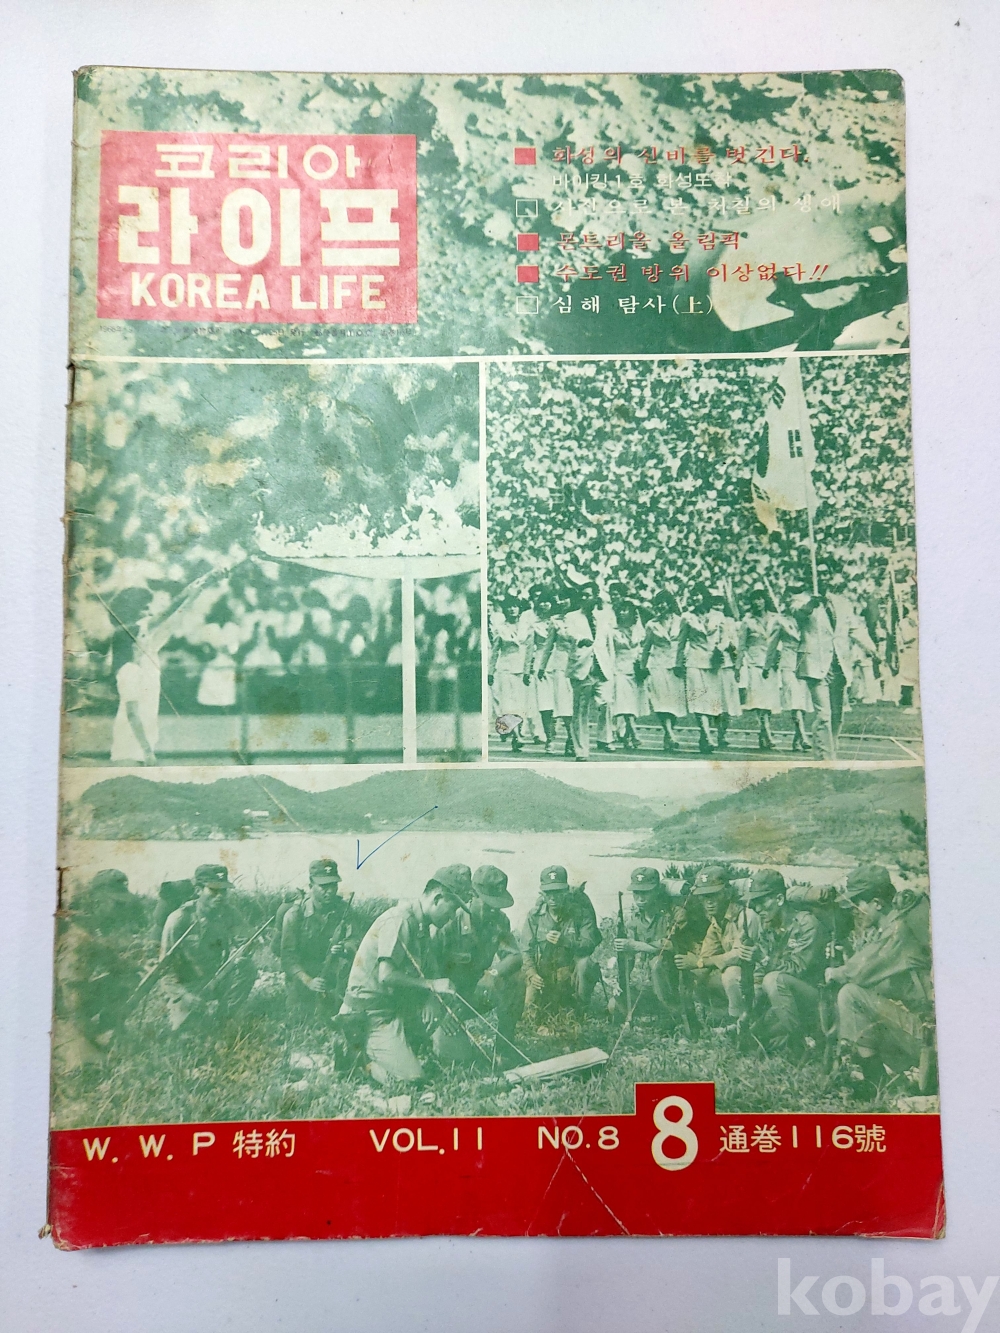 코리아
라이프
KOREA LIFE
화성의 신비를 벗긴다.
바이킹 1호 화성도착
사진으로 본 처칠의 생애
몬트리올 올림픽
수도권 방위 이상없다!!
심해 탐사(上)
W. W. P 特約 VOL.11 NO.8 8 通巻116號
kobay